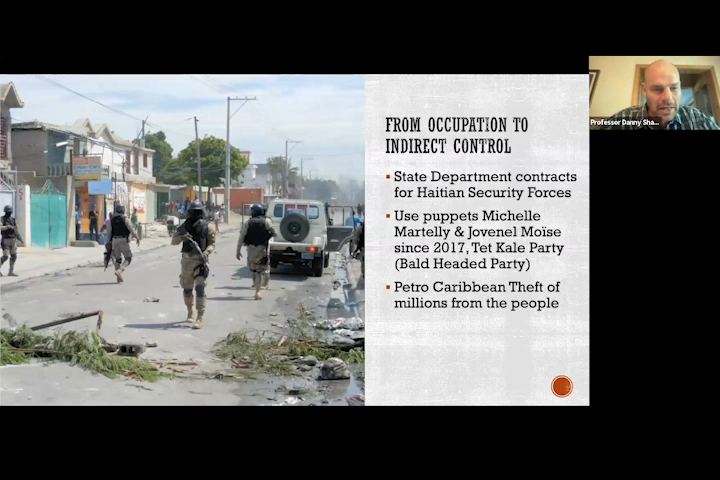 FROM OCCUPATION TO
INDIRECT CONTROL
State Department contracts
for Haitian Security Forces
Use puppets Michelle
Martelly & Jovenel Moïse
since 2017, Tet Kale Party
(Bald Headed Party)
Petro Caribbean Theft of
millions from the people
Professor Danny Sha...